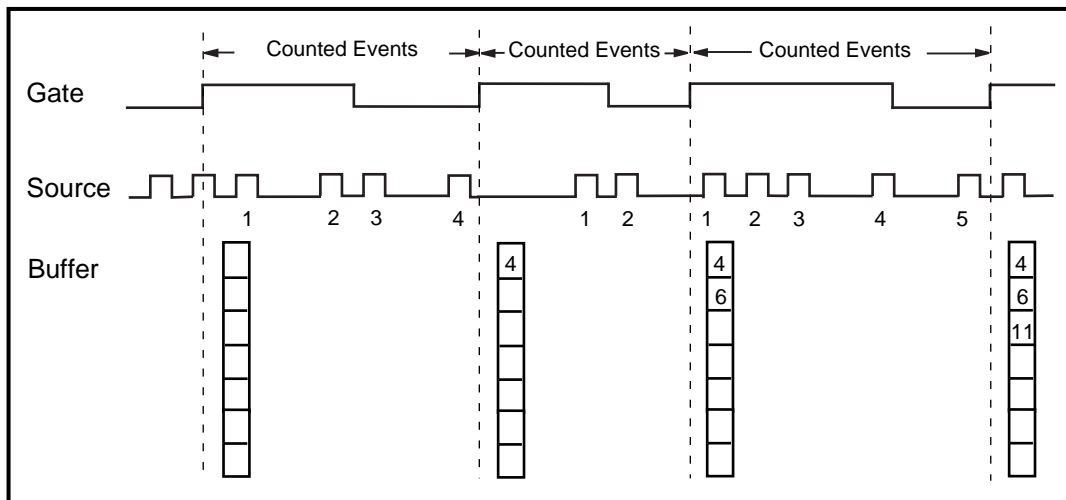 Counted Events Counted Events Counted Events
Gate
Source
1 2 3 4 1 2 1 2 3 4 5
Buffer
4 4 4
6 6
11